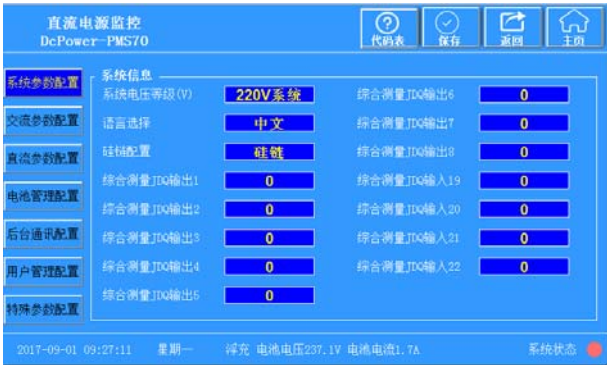 直流电源监控
DcPower-PMS70
代码表
保存
返回
主页
系统参数配置
交流参数配置
直流参数配置
电池管理配置
后台通讯配置
用户管理配置
特殊参数配置
系统信息
系统电压等级(V) 220V系统
语言选择 中文
硅链配置 硅链
综合测量JDQ输出1 0
综合测量JDQ输出2 0
综合测量JDQ输出3 0
综合测量JDQ输出4 0
综合测量JDQ输出5 0
综合测量JDQ输出6 0
综合测量JDQ输出7 0
综合测量JDQ输出8 0
综合测量JDQ输入19 0
综合测量JDQ输入20 0
综合测量JDQ输入21 0
综合测量JDQ输入22 0
2017-09-01 09:27:11 星期一 浮充 电池电压237.1V 电池电流1.7A 系统状态